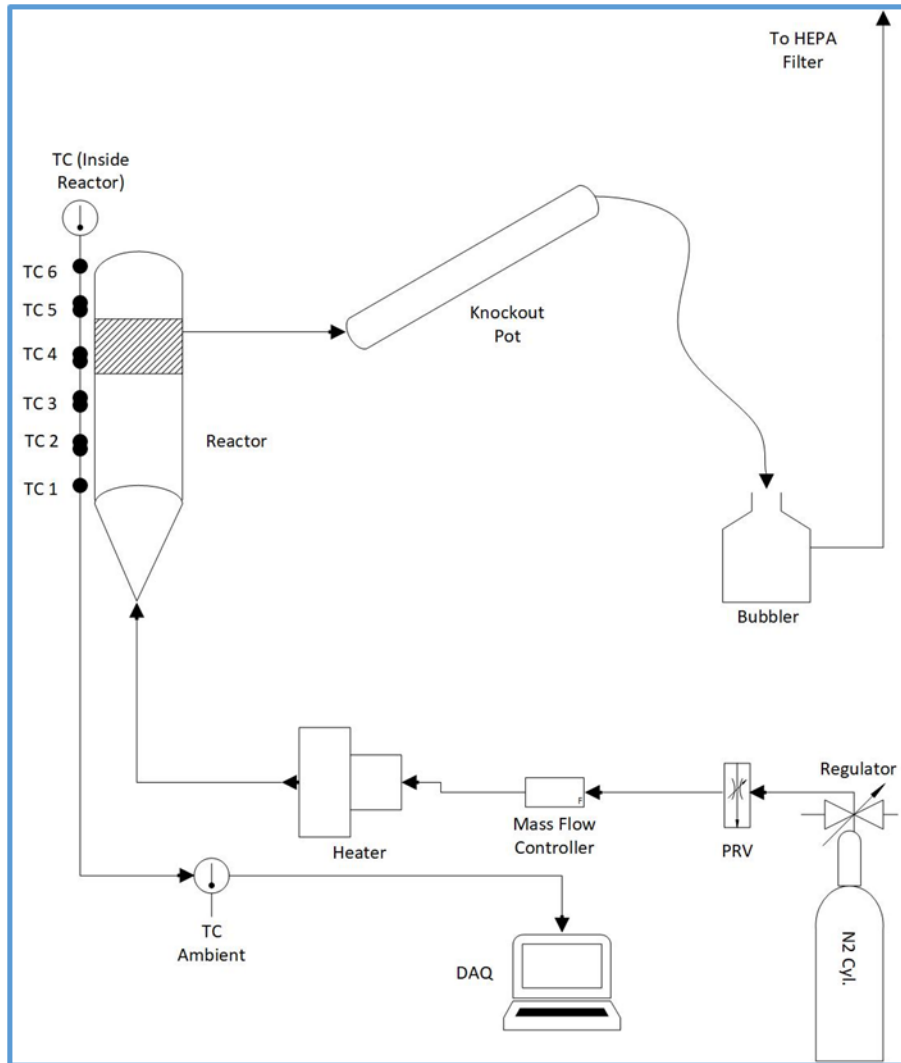 To HEPA
Filter
TC (Inside
Reactor)
TC 6
TC 5
TC 4
TC 3
TC 2
TC 1
Knockout
Pot
Reactor
Bubbler
Regulator
Heater
Mass Flow
Controller
F
PRV
TC
Ambient
DAQ
N2 Cyl.